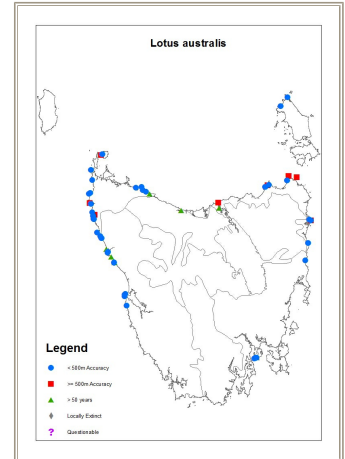 Lotus australis
Legend
< 500m Accuracy
>= 500m Accuracy
> 50 years
Locally Extinct
? Questionable